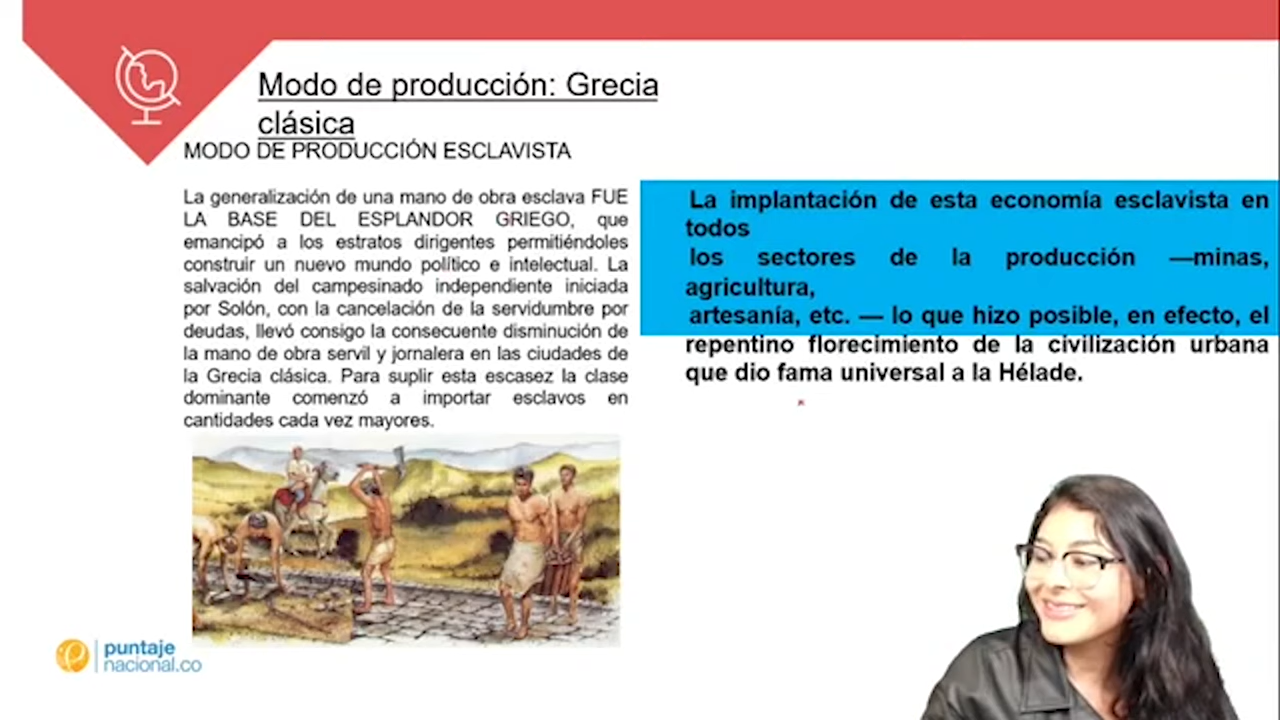 Modo de producción: Grecia
clásica
MODO DE PRODUCCIÓN ESCLAVISTA
La generalización de una mano de obra esclava FUE
LA BASE DEL ESPLANDOR GRIEGO, que
emancipó a los estratos dirigentes permitiéndoles
construir un nuevo mundo político e intelectual. La
salvación del campesinado independiente iniciada
por Solón, con la cancelación de la servidumbre por
deudas, llevó consigo la consecuente disminución de
la mano de obra servil y jornalera en las ciudades de
la Grecia clásica. Para suplir esta escasez la clase
dominante comenzó a importar esclavos en
cantidades cada vez mayores.
La implantación de esta economía esclavista en
todos
los sectores de la producción —minas,
agricultura,
artesanía, etc. — lo que hizo posible, en efecto, el
repentino florecimiento de la civilización urbana
que dio fama universal a la Hélade.
puntaje
nacional.co